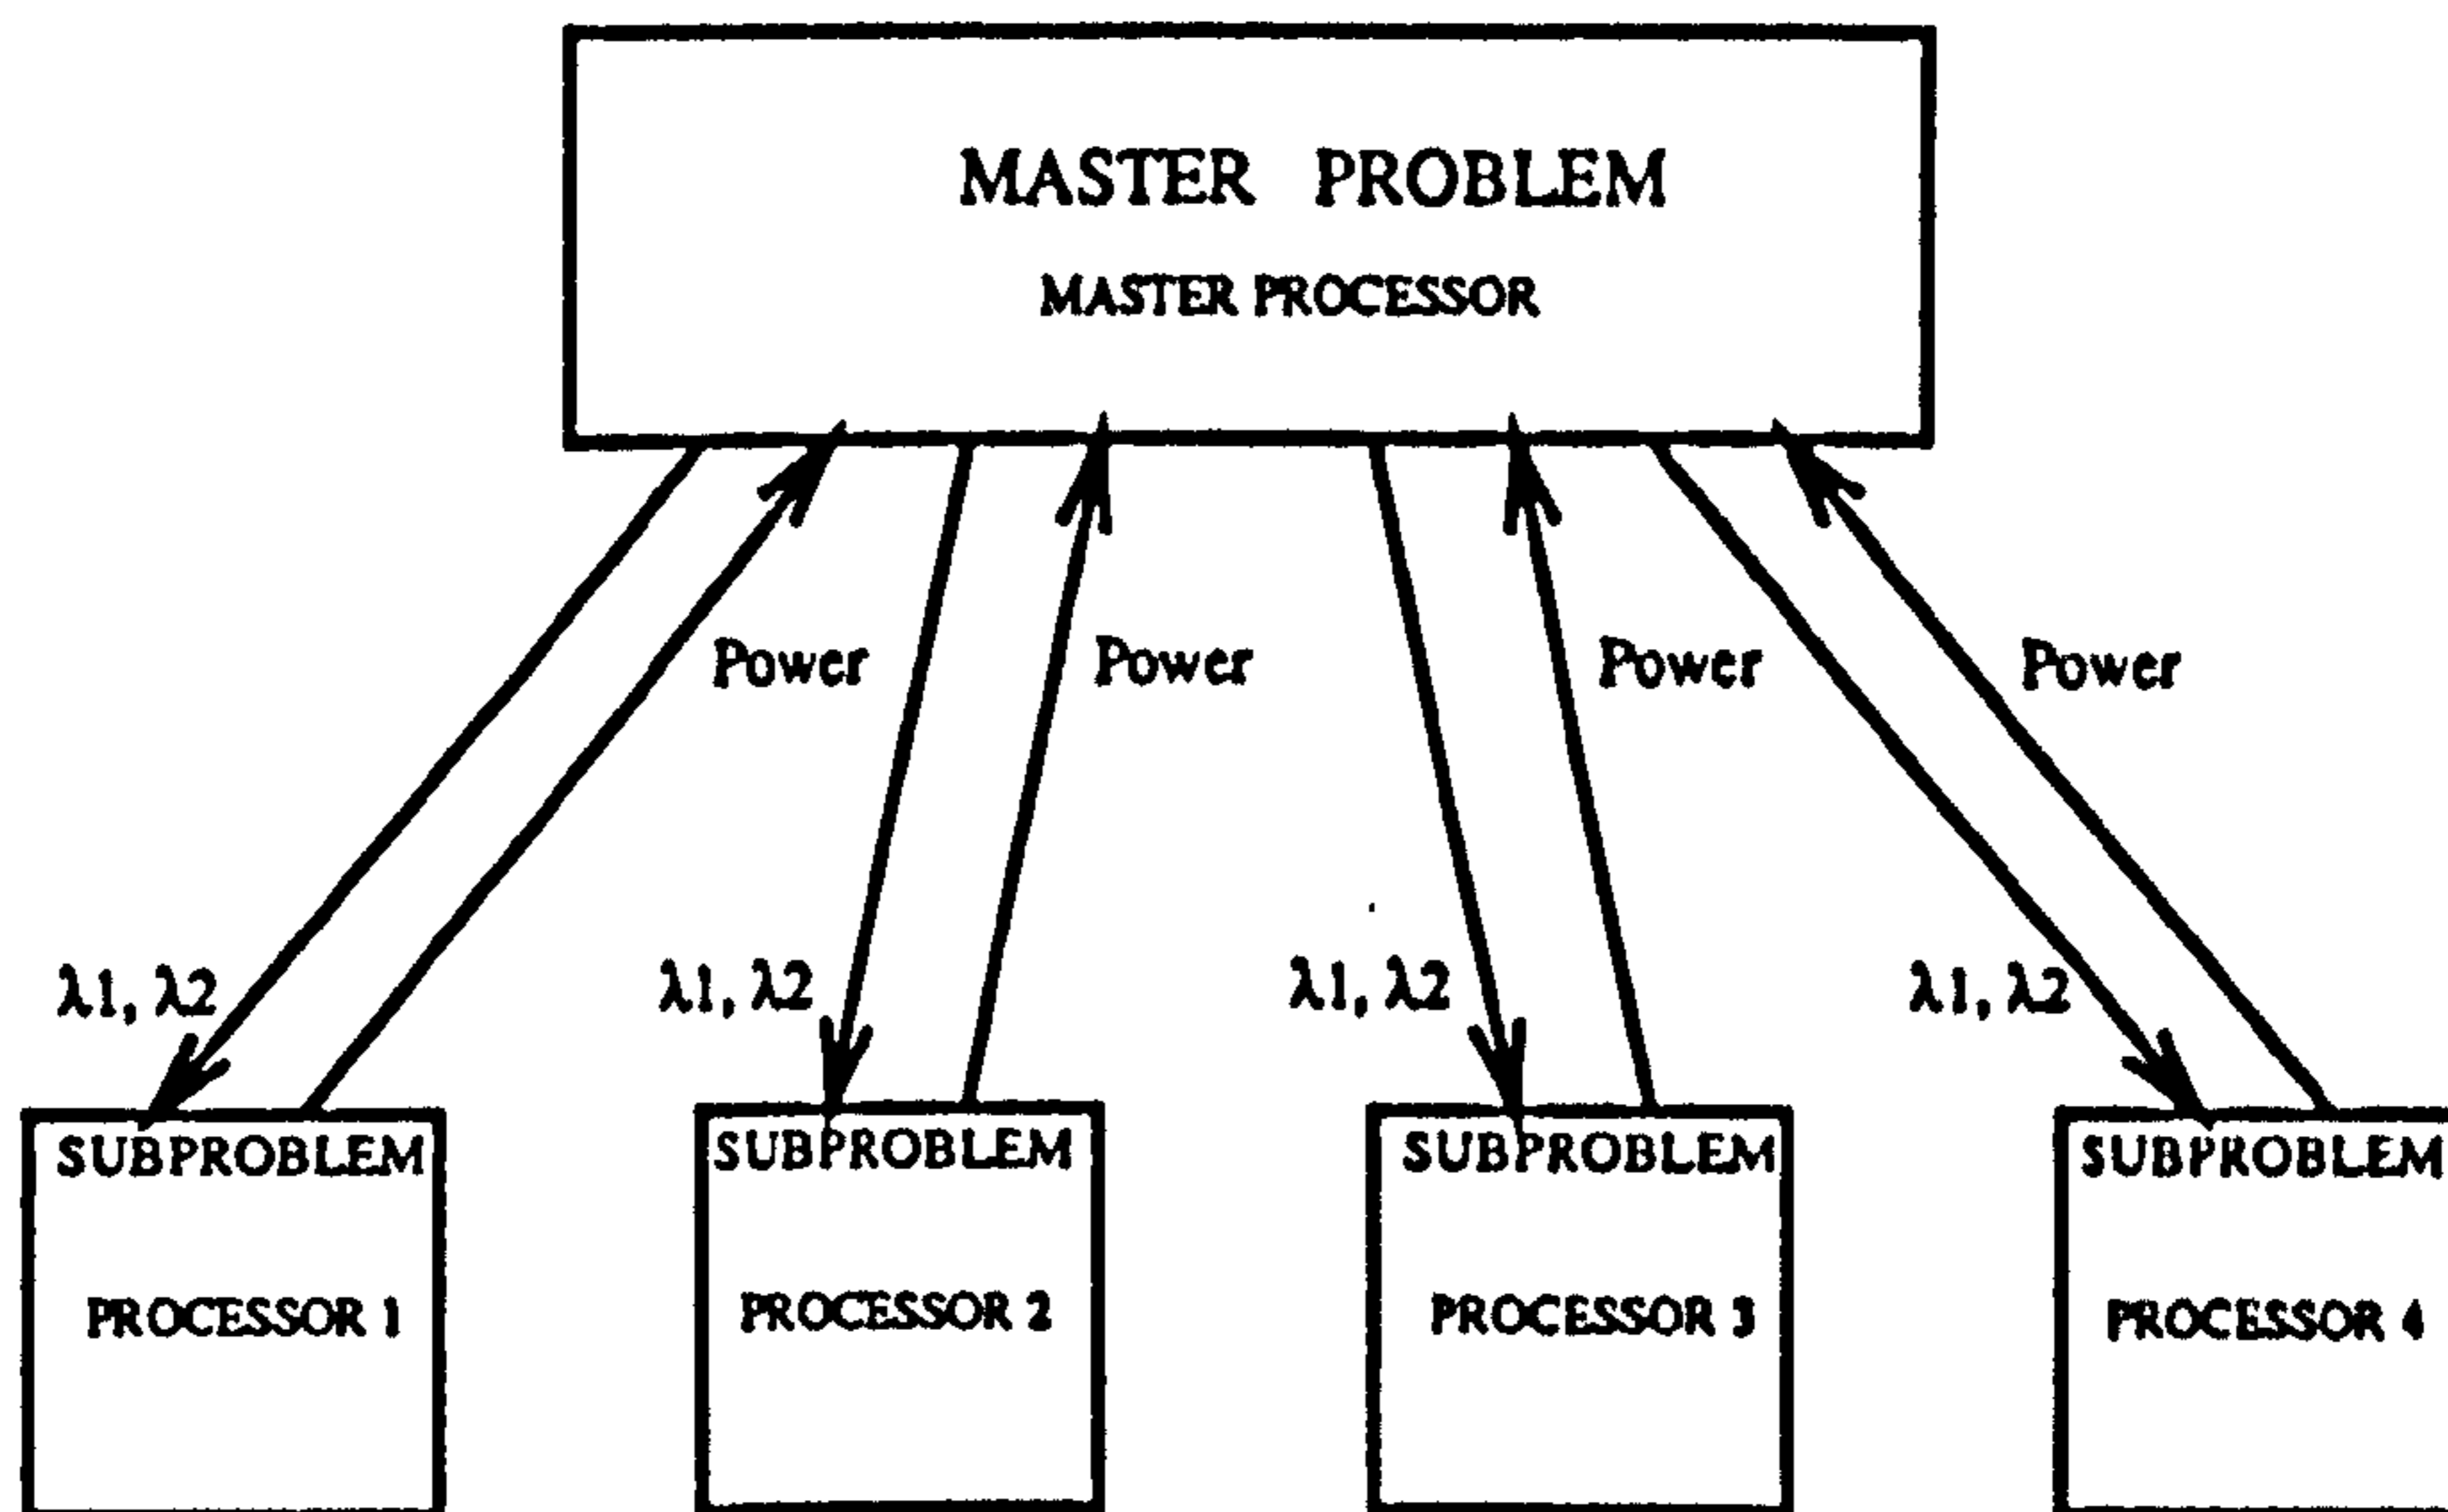 MASTER PROBLEM
MASTER PROCESSOR
Power
Power
Power
Power
λ1, λ2
λ1, λ2
λ1, λ2
λ1, λ2
SUBPROBLEM
PROCESSOR 1
SUBPROBLEM
PROCESSOR 2
SUBPROBLEM
PROCESSOR 3
SUBPROBLEM
PROCESSOR 4